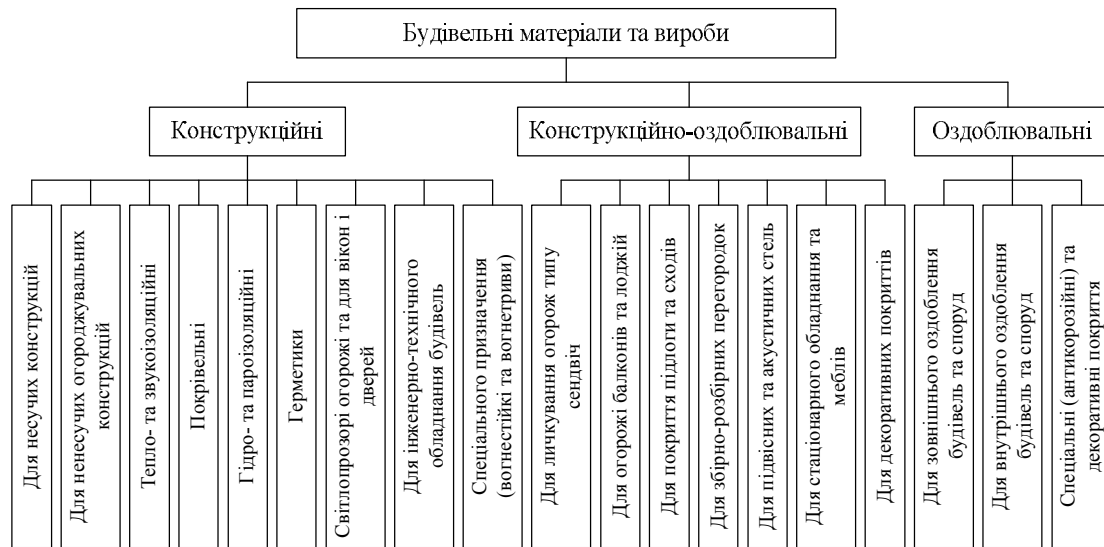 Будівельні матеріали та вироби
Конструкційні
Конструкційно-оздоблювальні
Оздоблювальні
Для несучих конструкцій
Для ненесучих огороджувальних
конструкцій
Тепло- та звукоізоляційні
Покрівельні
Гідро- та пароізоляційні
Герметики
Світлопрозорі огорожі та для вікон і
дверей
Для інженерно-технічного
обладнання будівель
Спеціального призначення
(вогнестійкі та вогнетриви)
Для личкування огорож типу
сендвіч
Для огорожі балконів та лоджій
Для покриття підлоги та сходів
Для збірно-розбірних перегородок
Для підвісних та акустичних стель
Для стаціонарного обладнання та
меблів
Для декоративних покриттів
Для зовнішнього оздоблення
будівель та споруд
Для внутрішнього оздоблення
будівель та споруд
Спеціальні (антикорозійні) та
декоративні покриття